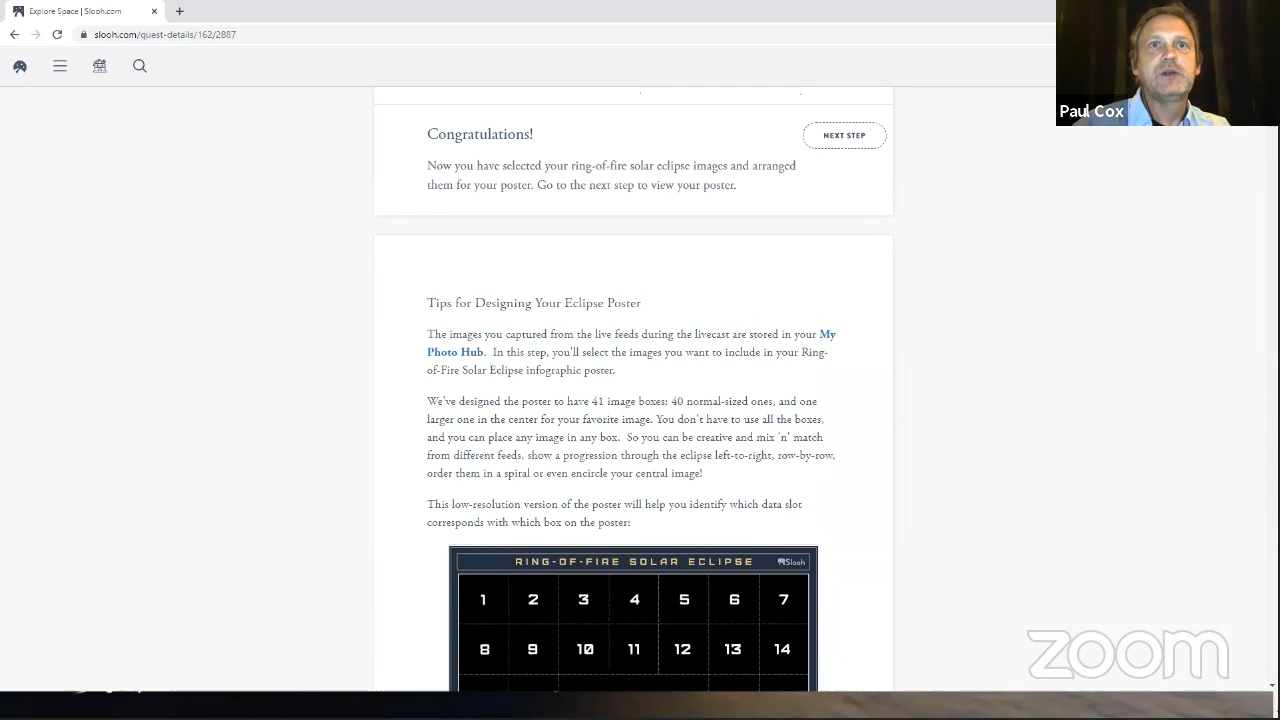 Explore Space | Slooh.com
slooh.com/quest-details/162/2887
Paul Cox
Congratulations!
NEXT STEP
Now you have selected your ring-of-fire solar eclipse images and arranged
them for your poster. Go to the next step to view your poster.
Tips for Designing Your Eclipse Poster
The images you captured from the live feeds during the livecast are stored in your My
Photo Hub. In this step, you'll select the images you want to include in your Ring-
of-Fire Solar Eclipse infographic poster.
We've designed the poster to have 41 image boxes: 40 normal-sized ones, and one
larger one in the center for your favorite image. You don't have to use all the boxes,
and you can place any image in any box. So you can be creative and mix 'n' match
from different feeds, show a progression through the eclipse left-to-right, row-by-row,
order them in a spiral or even encircle your central image!
This low-resolution version of the poster will help you identify which data slot
corresponds with which box on the poster:
RING-OF-FIRE SOLAR ECLIPSE
Slooh
1 2 3 4 5 6 7
8 9 10 11 12 13 14
zoom